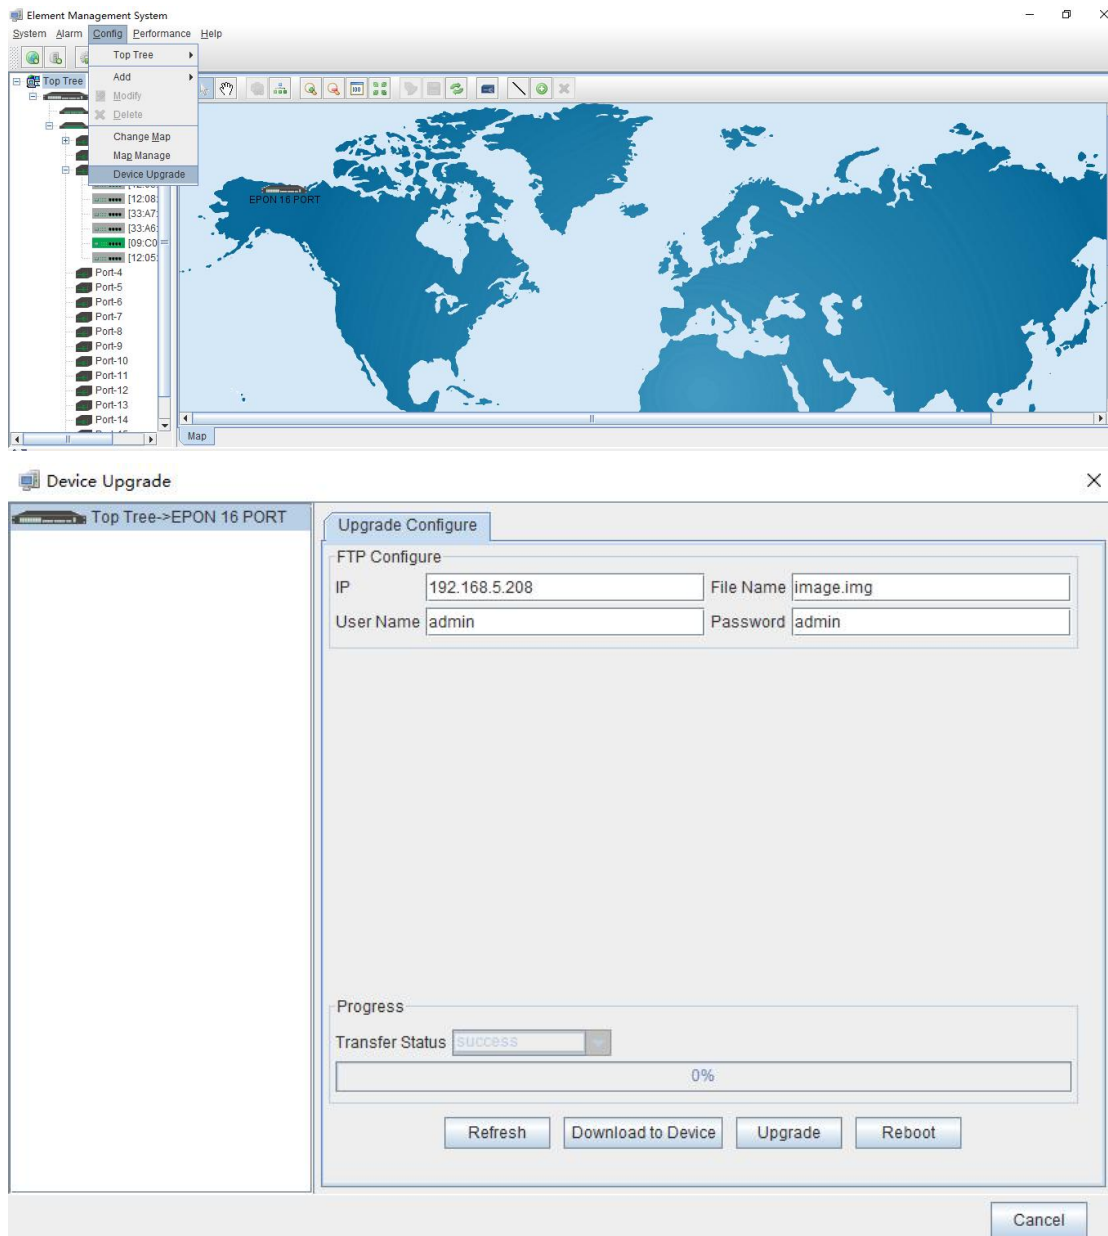 Element Management System
System Alarm Config Performance Help
Top Tree
Add
Modify
Delete
Change Map
Map Manage
Device Upgrade
Top Tree
[12:08:
[33:A7:
[33:A6:
[09:C0
[12:05:
Port-4
Port-5
Port-6
Port-7
Port-8
Port-9
Port-10
Port-11
Port-12
Port-13
Port-14
EPON 16 PORT
Map
Device Upgrade
Top Tree->EPON 16 PORT
Upgrade Configure
FTP Configure
IP 192.168.5.208 File Name image.img
User Name admin Password admin
Progress
Transfer Status success
0%
Refresh Download to Device Upgrade Reboot
Cancel